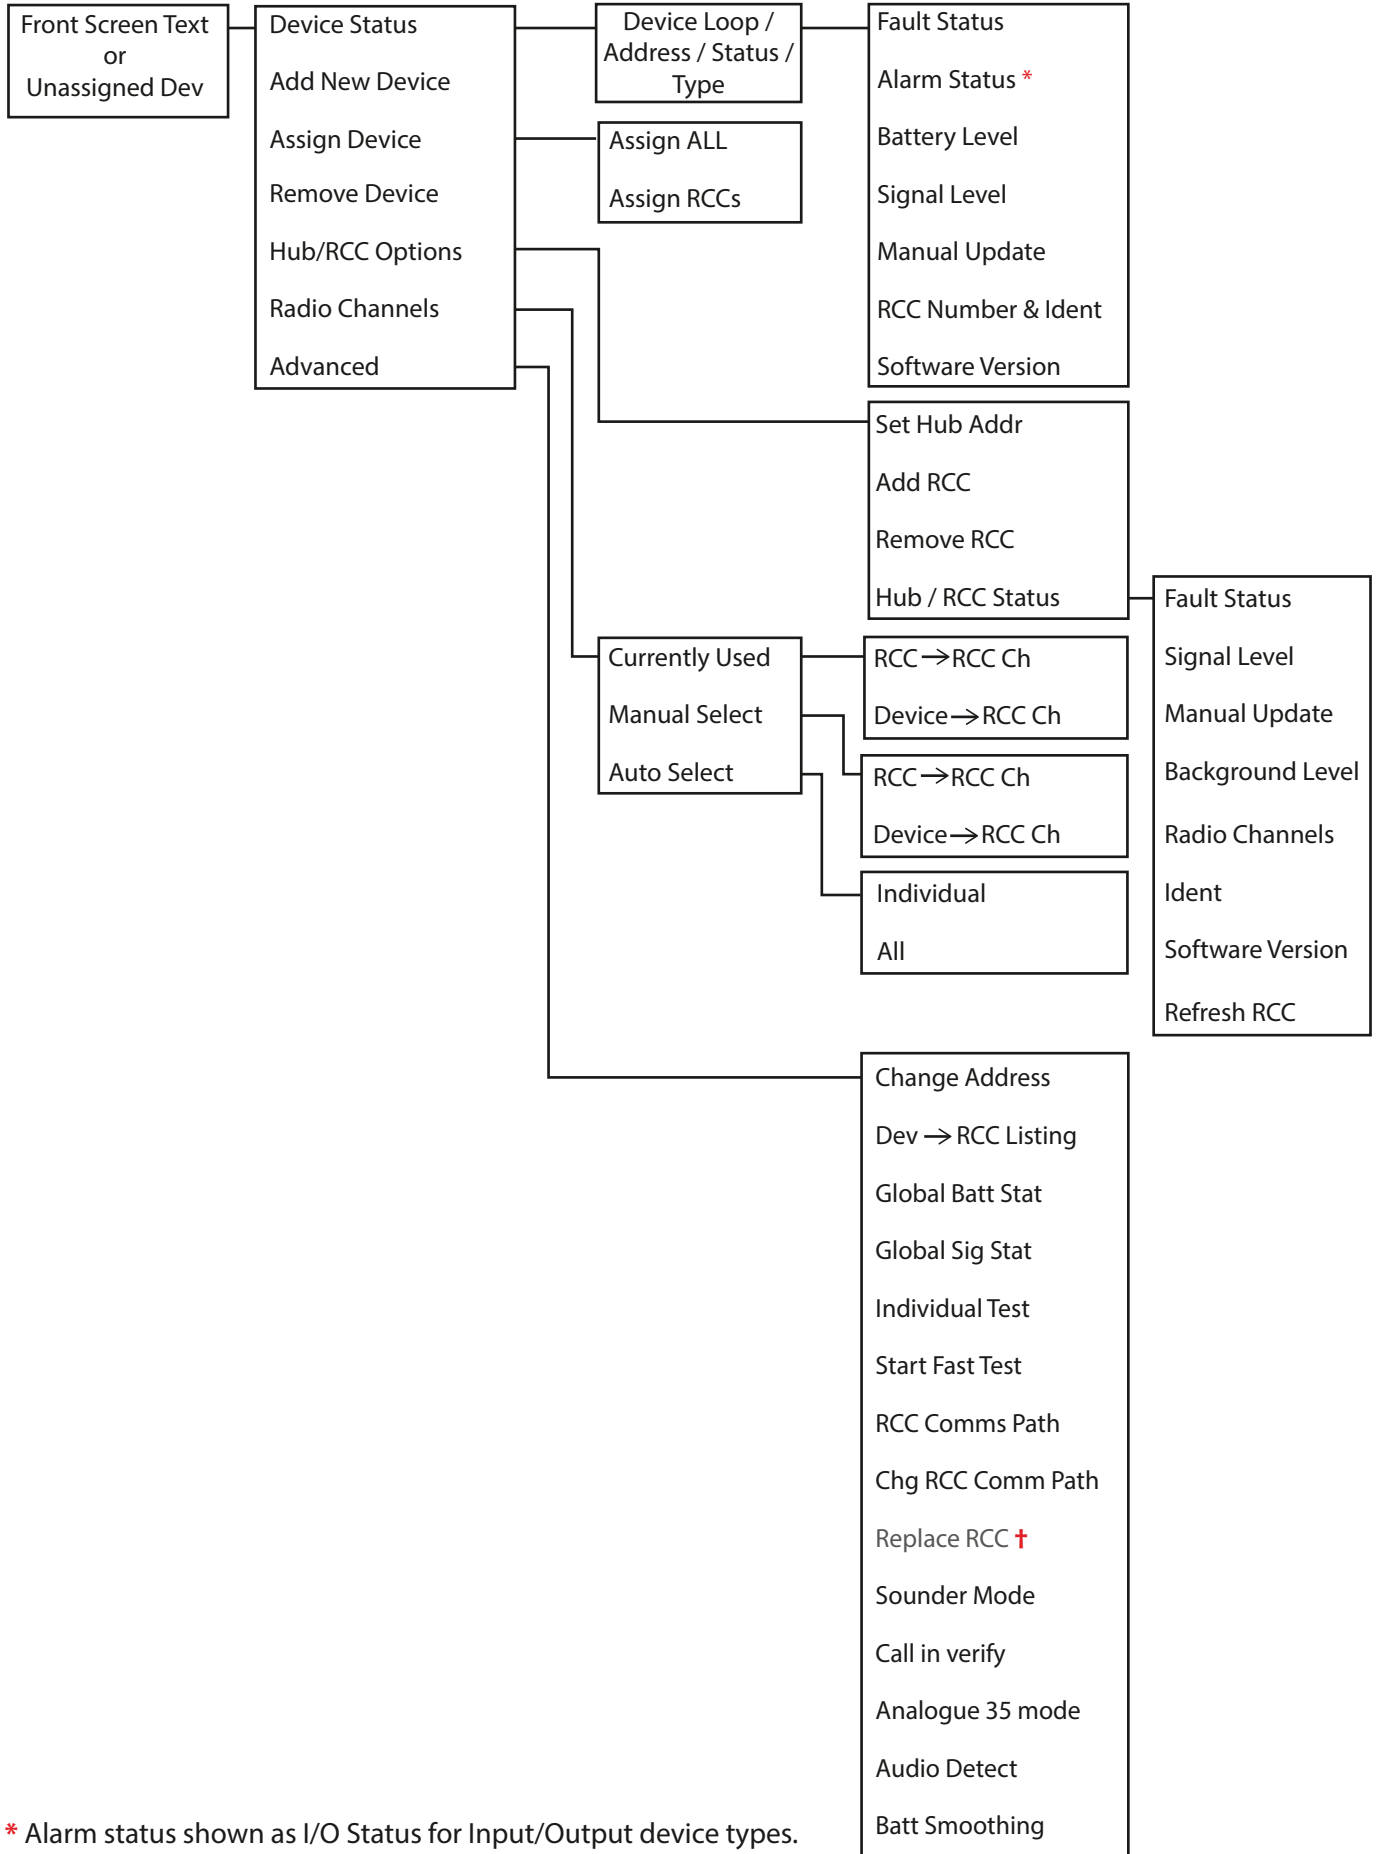 Front Screen Text
or
Unassigned Dev
Device Status
Add New Device
Assign Device
Remove Device
Hub/RCC Options
Radio Channels
Advanced
Device Loop /
Address / Status /
Type
Assign ALL
Assign RCCs
Fault Status
Alarm Status *
Battery Level
Signal Level
Manual Update
RCC Number & Ident
Software Version
Set Hub Addr
Add RCC
Remove RCC
Hub / RCC Status
Fault Status
Signal Level
Manual Update
Background Level
Radio Channels
Ident
Software Version
Refresh RCC
Currently Used
Manual Select
Auto Select
RCC → RCC Ch
Device → RCC Ch
RCC → RCC Ch
Device → RCC Ch
Individual
All
Change Address
Dev → RCC Listing
Global Batt Stat
Global Sig Stat
Individual Test
Start Fast Test
RCC Comms Path
Chg RCC Comm Path
Replace RCC †
Sounder Mode
Call in verify
Analogue 35 mode
Audio Detect
Batt Smoothing
* Alarm status shown as I/O Status for Input/Output device types.